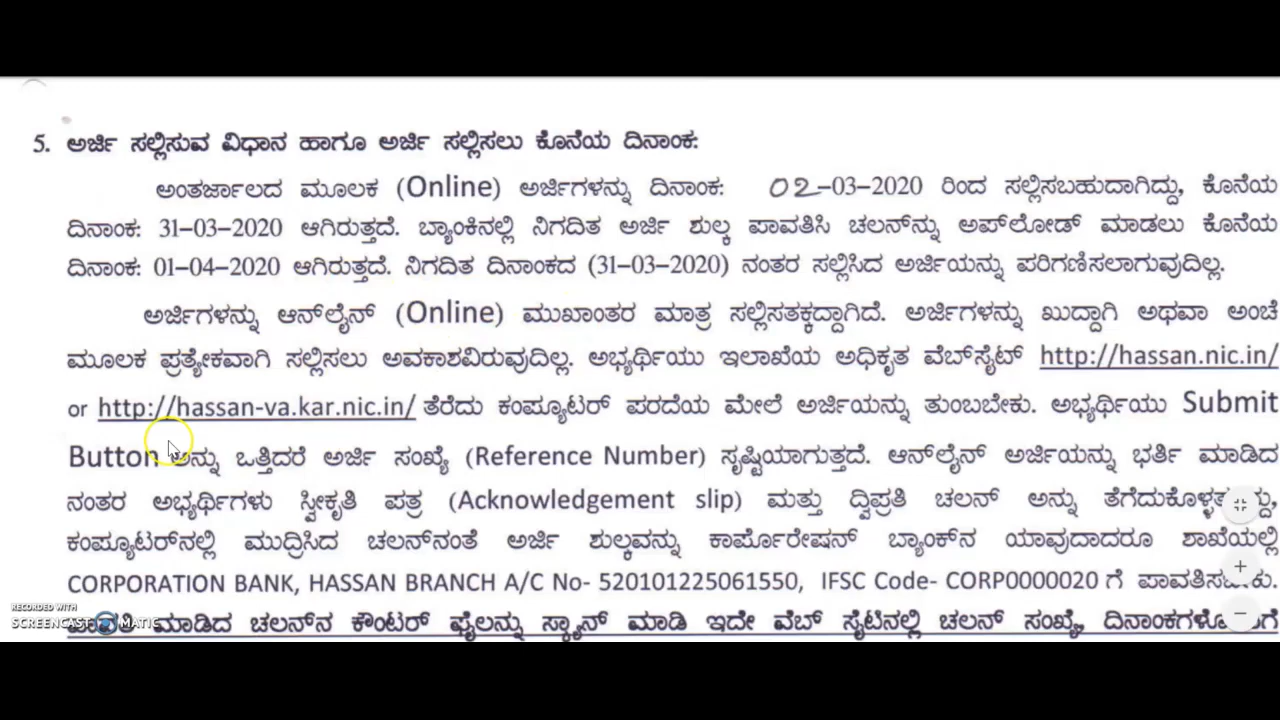 5. ಅರ್ಜಿ ಸಲ್ಲಿಸುವ ವಿಧಾನ ಹಾಗೂ ಅರ್ಜಿ ಸಲ್ಲಿಸಲು ಕೊನೆಯ ದಿನಾಂಕ:
ಅಂತರ್ಜಾಲದ ಮೂಲಕ (Online) ಅರ್ಜಿಗಳನ್ನು ದಿನಾಂಕ: 02-03-2020 ರಿಂದ ಸಲ್ಲಿಸಬಹುದಾಗಿದ್ದು, ಕೊನೆಯ
ದಿನಾಂಕ: 31-03-2020 ಆಗಿರುತ್ತದೆ. ಬ್ಯಾಂಕಿನಲ್ಲಿ ನಿಗದಿತ ಅರ್ಜಿ ಶುಲ್ಕ ಪಾವತಿಸಿ ಚಲನ್‌ನ್ನು ಅಪ್‌ಲೋಡ್ ಮಾಡಲು ಕೊನೆಯ
ದಿನಾಂಕ: 01-04-2020 ಆಗಿರುತ್ತದೆ. ನಿಗದಿತ ದಿನಾಂಕದ (31-03-2020) ನಂತರ ಸಲ್ಲಿಸಿದ ಅರ್ಜಿಯನ್ನು ಪರಿಗಣಿಸಲಾಗುವುದಿಲ್ಲ.
ಅರ್ಜಿಗಳನ್ನು ಆನ್‌ಲೈನ್ (Online) ಮುಖಾಂತರ ಮಾತ್ರ ಸಲ್ಲಿಸತಕ್ಕದ್ದಾಗಿದೆ. ಅರ್ಜಿಗಳನ್ನು ಖುದ್ದಾಗಿ ಅಥವಾ ಅಂಚೆ
ಮೂಲಕ ಪ್ರತ್ಯೇಕವಾಗಿ ಸಲ್ಲಿಸಲು ಅವಕಾಶವಿರುವುದಿಲ್ಲ. ಅಭ್ಯರ್ಥಿಯು ಇಲಾಖೆಯ ಅಧಿಕೃತ ವೆಬ್‌ಸೈಟ್ http://hassan.nic.in/
or http://hassan-va.kar.nic.in/ ತೆರೆದು ಕಂಪ್ಯೂಟರ್ ಪರದೆಯ ಮೇಲೆ ಅರ್ಜಿಯನ್ನು ತುಂಬಬೇಕು. ಅಭ್ಯರ್ಥಿಯು Submit
Button ಅನ್ನು ಒತ್ತಿದರೆ ಅರ್ಜಿ ಸಂಖ್ಯೆ (Reference Number) ಸೃಷ್ಟಿಯಾಗುತ್ತದೆ. ಆನ್‌ಲೈನ್ ಅರ್ಜಿಯನ್ನು ಭರ್ತಿ ಮಾಡಿದ
ನಂತರ ಅಭ್ಯರ್ಥಿಗಳು ಸ್ವೀಕೃತಿ ಪತ್ರ (Acknowledgement slip) ಮತ್ತು ದ್ವಿಪ್ರತಿ ಚಲನ್ ಅನ್ನು
ಕಂಪ್ಯೂಟರ್‌ನಲ್ಲಿ ಮುದ್ರಿಸಿದ ಚಲನ್‌ನಂತೆ ಅರ್ಜಿ ಶುಲ್ಕವನ್ನು ಕಾರ್ಪೊರೇಷನ್ ಬ್ಯಾಂಕ್‌ನ ಯಾವುದಾದರೂ ಶಾಖೆಯಲ್ಲಿ
CORPORATION BANK, HASSAN BRANCH A/C No- 520101225061550, IFSC Code- CORP0000020 ಗೆ ಪಾವತಿಸಬೇಕು.
ಮಾಡಿದ ಚಲನ್‌ನ ಕೌಂಟರ್ ಫೈಲನ್ನು ಸ್ಕ್ಯಾನ್ ಮಾಡಿ ಇದೇ ವೆಬ್ ಸೈಟಿನಲ್ಲಿ ಚಲನ್ ಸಂಖ್ಯೆ,
RECORDED WITH
SCREENCAST MATIC